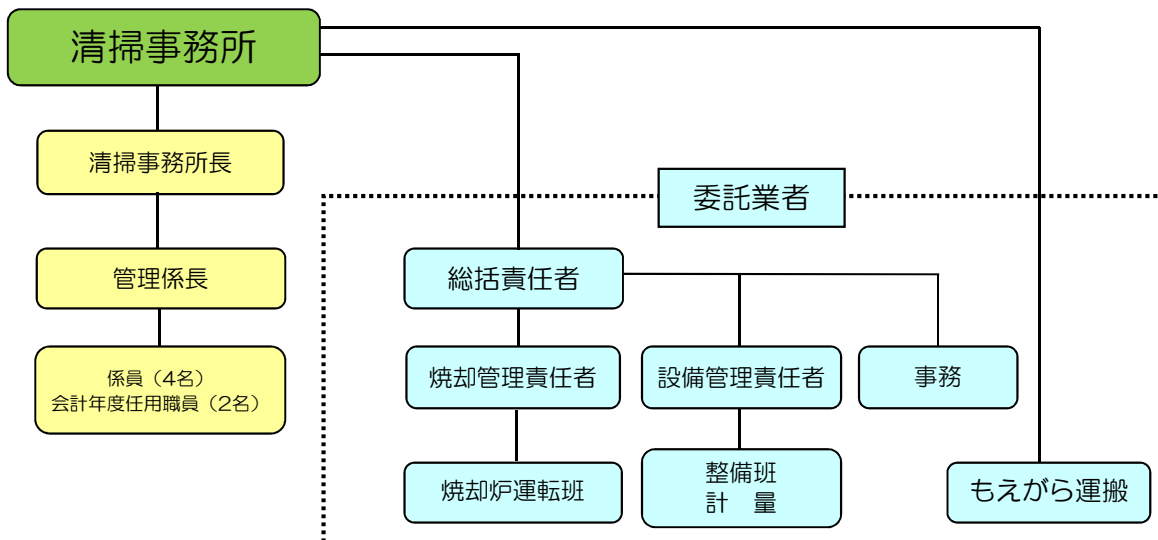 清掃事務所
清掃事務所長
委託業者
管理係長
総括責任者
係員（4名）
会計年度任用職員（2名）
焼却管理責任者
設備管理責任者
事務
焼却炉運転班
整備班
計　量
もえがら運搬